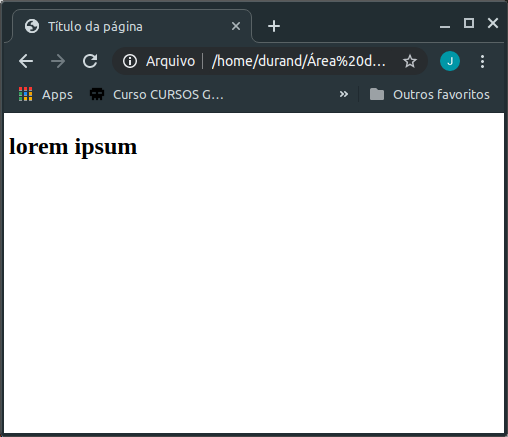 Título da página
Arquivo | /home/durand/Área%20d...
J
Apps Curso CURSOS G... » Outros favoritos
lorem ipsum